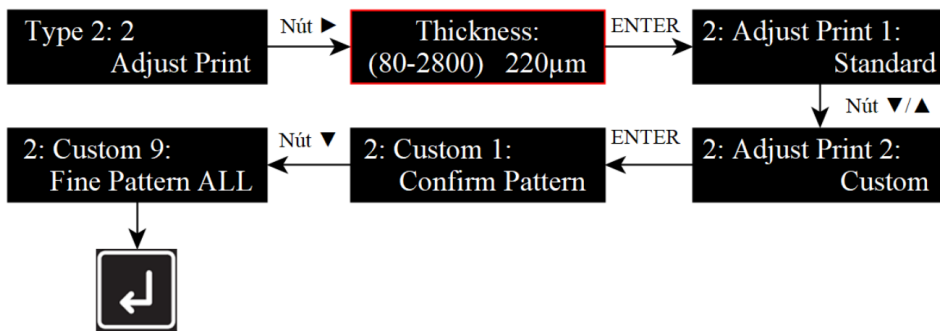 Type 2: 2
Adjust Print
Nút ►
Thickness:
(80-2800) 220µm
ENTER
2: Adjust Print 1:
Standard
Nút ▼/▲
2: Adjust Print 2:
Custom
ENTER
2: Custom 1:
Confirm Pattern
Nút ▼
2: Custom 9:
Fine Pattern ALL